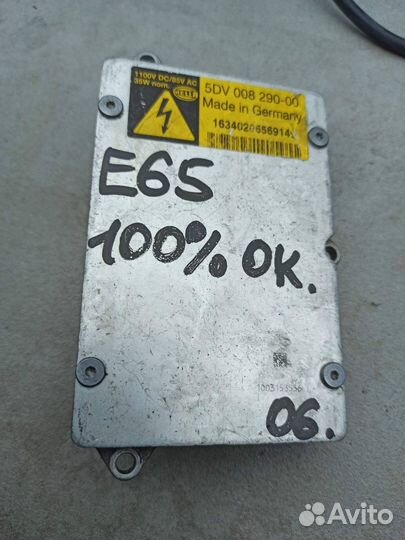 1100V DC/85V AC
35W nom.
HELLA
5DV 008 290-00
Made in Germany
E65
100% OK.
06.
Avito